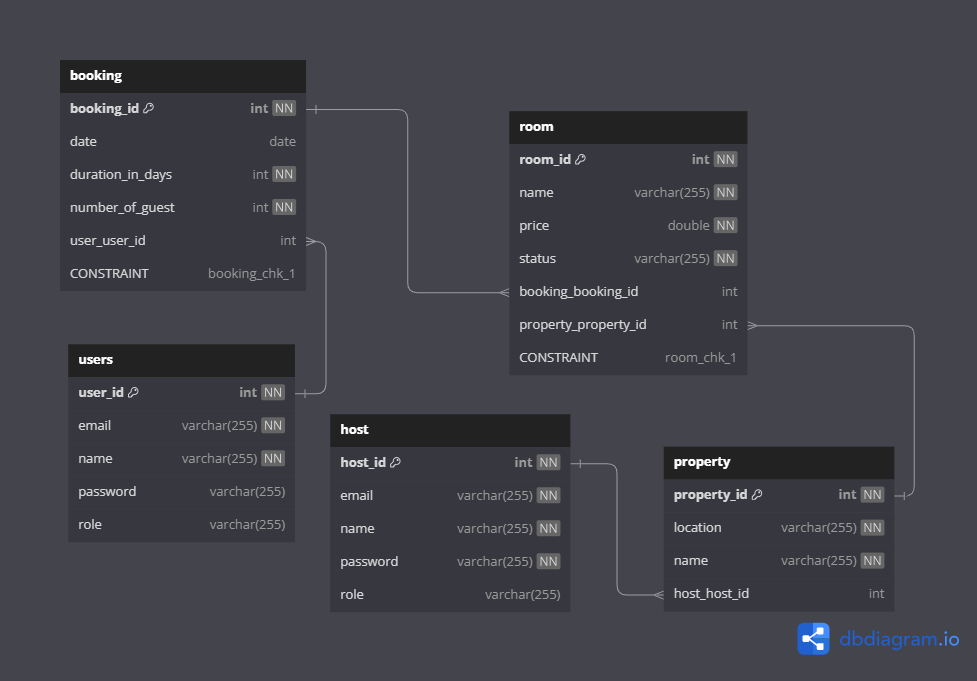 booking
booking_id int NN
date date
duration_in_days int NN
number_of_guest int NN
user_user_id int
CONSTRAINT booking_chk_1
room
room_id int NN
name varchar(255) NN
price double NN
status varchar(255) NN
booking_booking_id int
property_property_id int
CONSTRAINT room_chk_1
users
user_id int NN
email varchar(255) NN
name varchar(255) NN
password varchar(255)
role varchar(255)
host
host_id int NN
email varchar(255) NN
name varchar(255) NN
password varchar(255) NN
role varchar(255)
property
property_id int NN
location varchar(255) NN
name varchar(255) NN
host_host_id int
dbdiagram.io